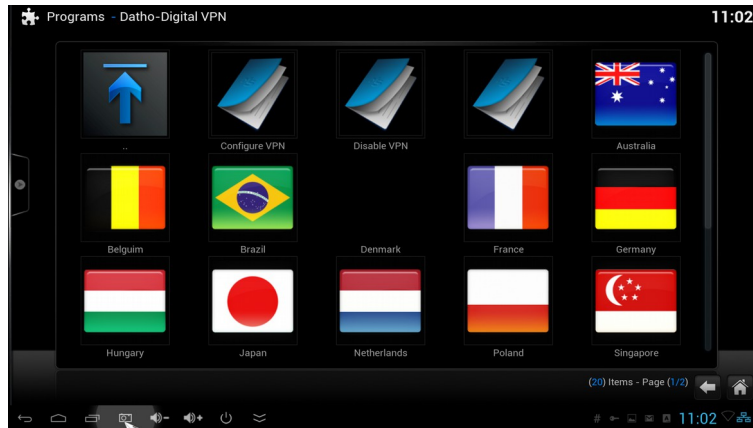 Programs - Datho-Digital VPN
11:02
..
Configure VPN
Disable VPN
Australia
Belguim
Brazil
Denmark
France
Germany
Hungary
Japan
Netherlands
Poland
Singapore
(20) Items - Page (1/2)
11:02